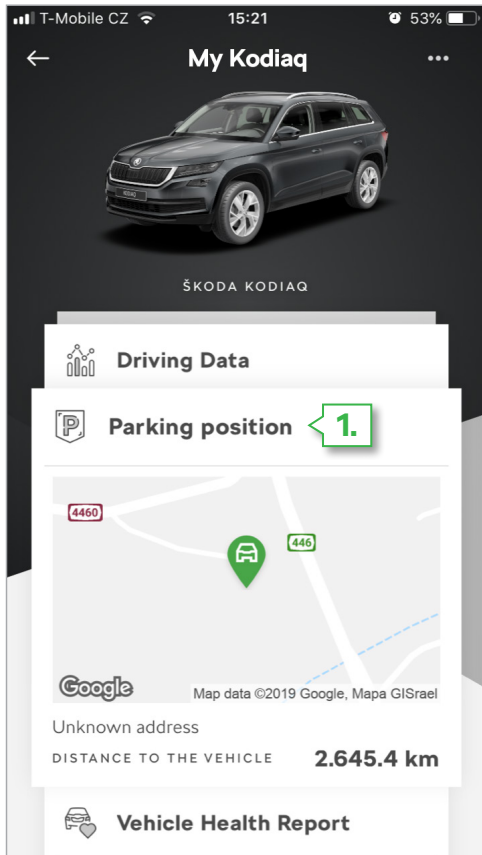 T-Mobile CZ 15:21 53%
My Kodiaq
KODIAQ
ŠKODA KODIAQ
Driving Data
P Parking position 1.
4460
446
Google Map data ©2019 Google, Mapa GISrael
Unknown address
DISTANCE TO THE VEHICLE 2.645.4 km
Vehicle Health Report